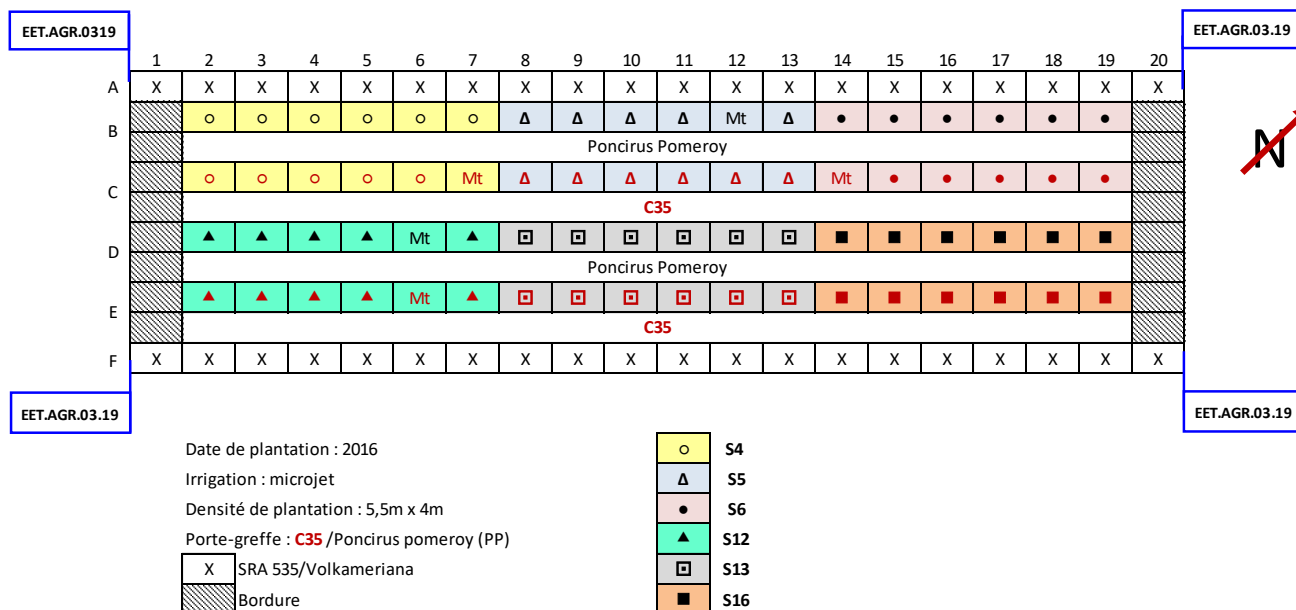 EET.AGR.0319 EET.AGR.03.19
1 2 3 4 5 6 7 8 9 10 11 12 13 14 15 16 17 18 19 20
A X X X X X X X X X X X X X X X X X X X X
B ○ ○ ○ ○ ○ ○ Δ Δ Δ Δ Mt Δ ● ● ● ● ● ●
Poncirus Pomeroy
N
C ○ ○ ○ ○ ○ Mt Δ Δ Δ Δ Δ Δ Mt ● ● ● ● ●
C35
D ▲ ▲ ▲ ▲ Mt ▲ ⊡ ⊡ ⊡ ⊡ ⊡ ⊡ ■ ■ ■ ■ ■ ■
Poncirus Pomeroy
E ▲ ▲ ▲ ▲ Mt ▲ ⊡ ⊡ ⊡ ⊡ ⊡ ⊡ ■ ■ ■ ■ ■ ■
C35
F X X X X X X X X X X X X X X X X X X X X
EET.AGR.03.19 EET.AGR.03.19
Date de plantation : 2016
Irrigation : microjet
Densité de plantation : 5,5m x 4m
Porte-greffe : C35 /Poncirus pomeroy (PP)
X SRA 535/Volkameriana
Bordure
○ S4
Δ S5
● S6
▲ S12
⊡ S13
■ S16